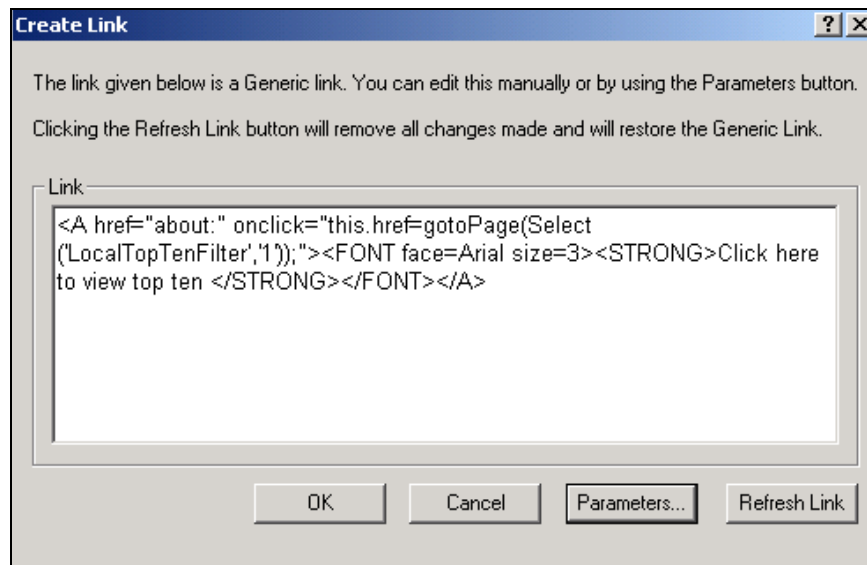 Create Link
The link given below is a Generic link. You can edit this manually or by using the Parameters button.
Clicking the Refresh Link button will remove all changes made and will restore the Generic Link.
Link
<A href="about:" onclick="this.href=gotoPage(Select
('LocalTopTenFilter','1'));"><FONT face=Arial size=3><STRONG>Click here
to view top ten </STRONG></FONT></A>
OK Cancel Parameters... Refresh Link